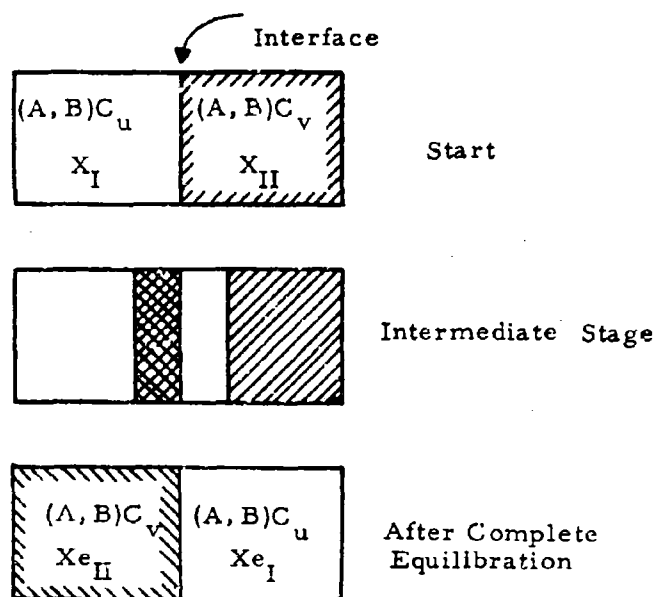 Interface
(A, B)C_u
(A, B)C_v
X_I
X_II
Start
Intermediate Stage
(A, B)C_v
(A, B)C_u
Xe_II
Xe_I
After Complete
Equilibration